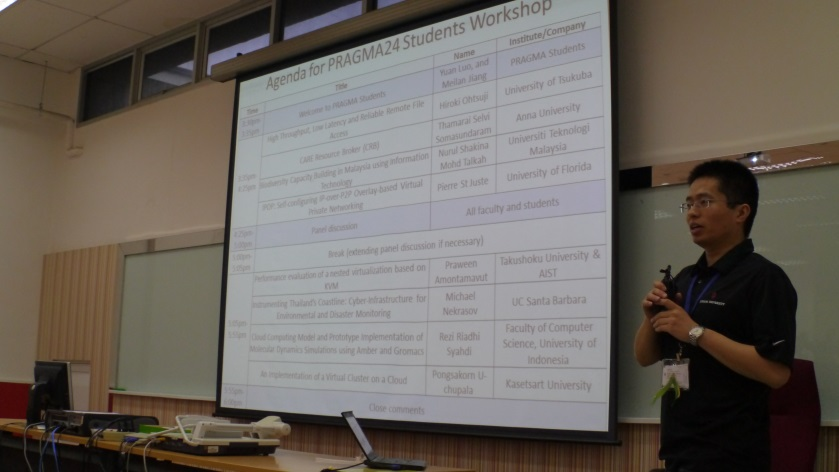 Agenda for PRAGMA24 Students Workshop
Time Title Name Institute/Company
Welcome to PRAGMA Students Yuan Luo, and PRAGMA Students
Meilan Jiang
High Throughput, Low Latency and Reliable Remote File Hiroki Ohtsuji University of Tsukuba
Access
CARE Resource Broker (CRB) Thamarai Selvi Anna University
Somasundaram
Biodiversity Capacity Building in Malaysia using Information Nurul Shakina Universiti Teknologi
Technology Mohd Talkah Malaysia
IPOP: Self-configuring IP-over-P2P Overlay-based Virtual Pierre St Juste University of Florida
Private Networking
Panel discussion All faculty and students
Break (extending panel discussion if necessary)
Performance evaluation of a nested virtualization based on Praween Takushoku University &
KVM Amontamavut AIST
Instrumenting Thailand's Coastline: Cyber-Infrastructure for Michael UC Santa Barbara
Environmental and Disaster Monitoring Nekrasov
Cloud Computing Model and Prototype Implementation of Rezi Riadhi Faculty of Computer
Molecular Dynamics Simulations using Amber and Gromacs Syahdi Science, University of
Indonesia
An Implementation of a Virtual Cluster on a Cloud Pongsakorn U- Kasetsart University
chupala
Close comments